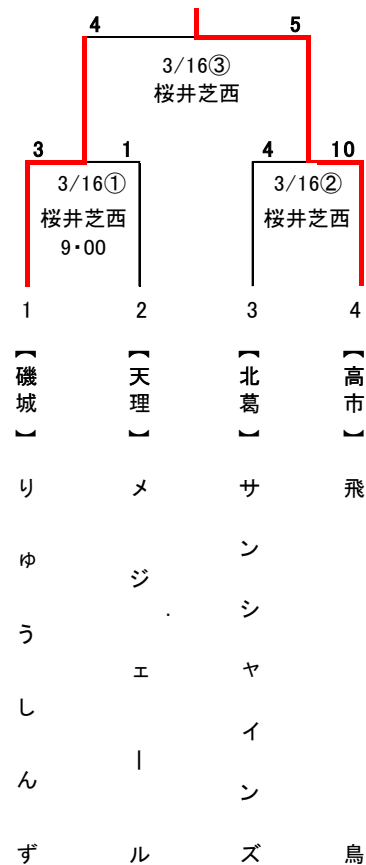 4 5
3/16③
桜井芝西
3 1 4 10
3/16① 3/16②
桜井芝西 桜井芝西
9・00
1 2 3 4
【磯城】りゅうしんず
【天理】メジェール
【北葛】サンシャインズ
【高市】飛鳥